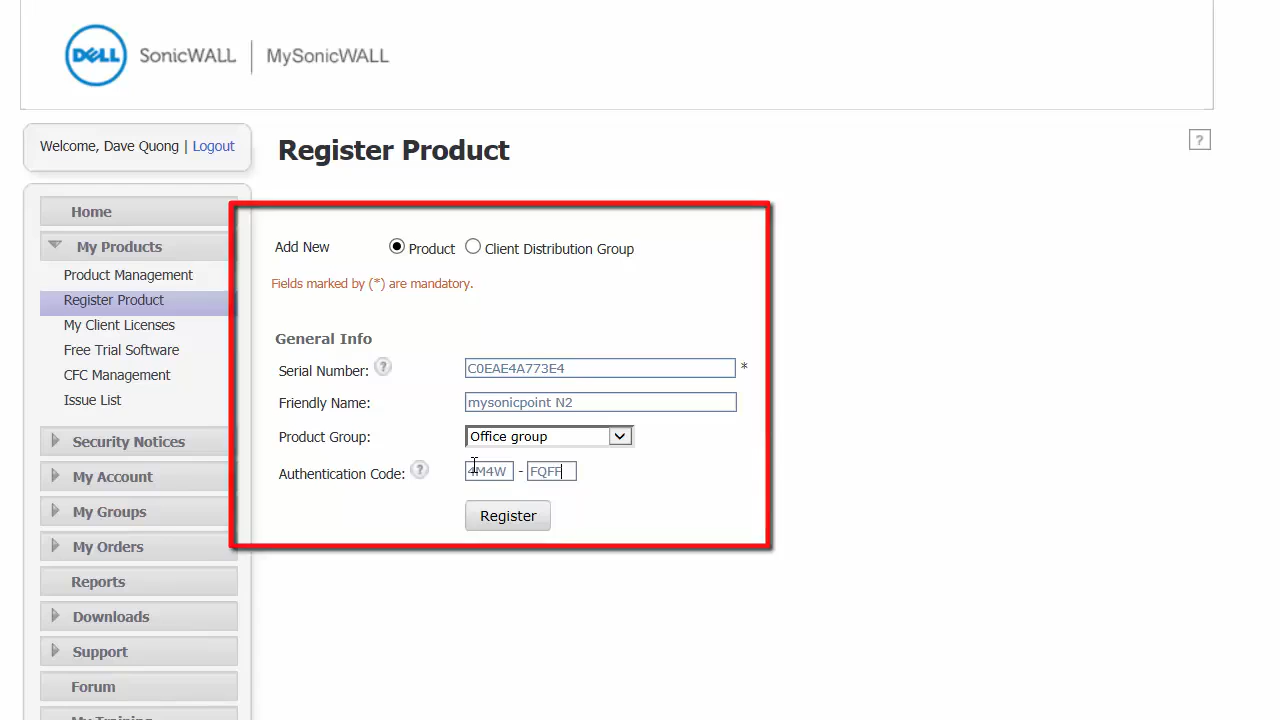 DELL SonicWALL | MySonicWALL
Welcome, Dave Quong | Logout
Register Product
?
Home
My Products
Product Management
Register Product
My Client Licenses
Free Trial Software
CFC Management
Issue List
Security Notices
My Account
My Groups
My Orders
Reports
Downloads
Support
Forum
My Training
Add New Product Client Distribution Group
Fields marked by (*) are mandatory.
General Info
Serial Number: ? C0EAE4A773E4 *
Friendly Name: mysonicpoint N2
Product Group: Office group
Authentication Code: ? 4M4W - FQFF
Register